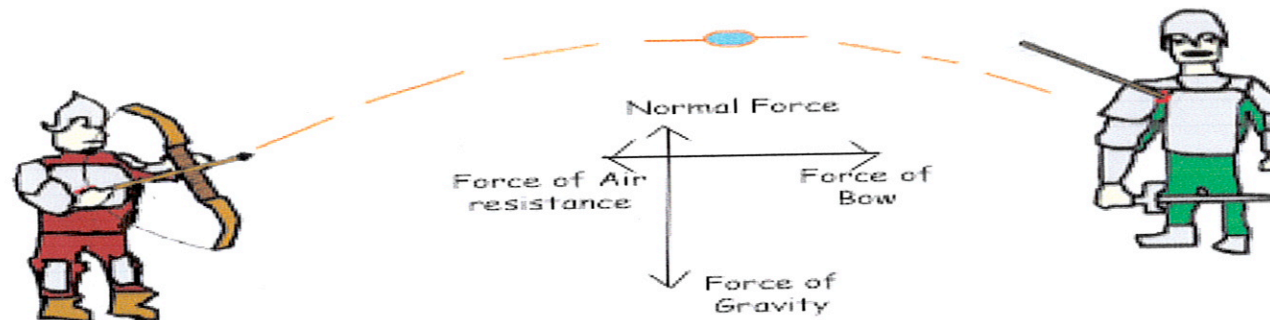 Normal Force
Force of Air
resistance
Force of
Bow
Force of
Gravity